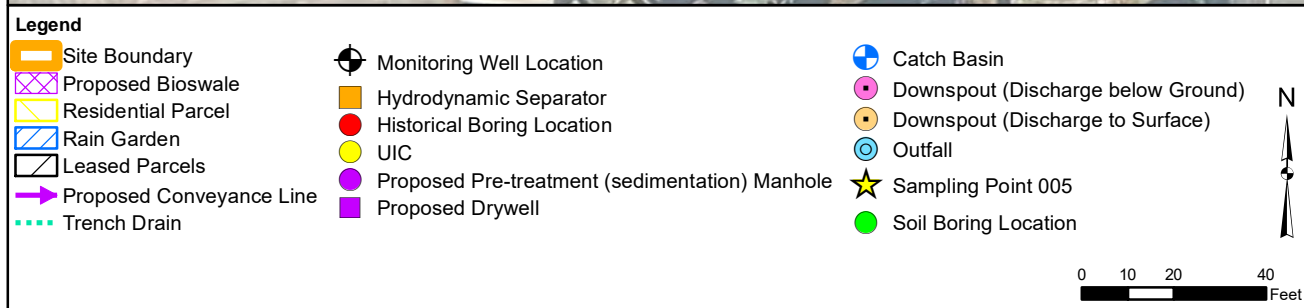 Legend
Site Boundary
Proposed Bioswale
Residential Parcel
Rain Garden
Leased Parcels
Proposed Conveyance Line
Trench Drain
Monitoring Well Location
Hydrodynamic Separator
Historical Boring Location
UIC
Proposed Pre-treatment (sedimentation) Manhole
Proposed Drywell
Catch Basin
Downspout (Discharge below Ground)
Downspout (Discharge to Surface)
Outfall
Sampling Point 005
Soil Boring Location
N
0 10 20 40
Feet